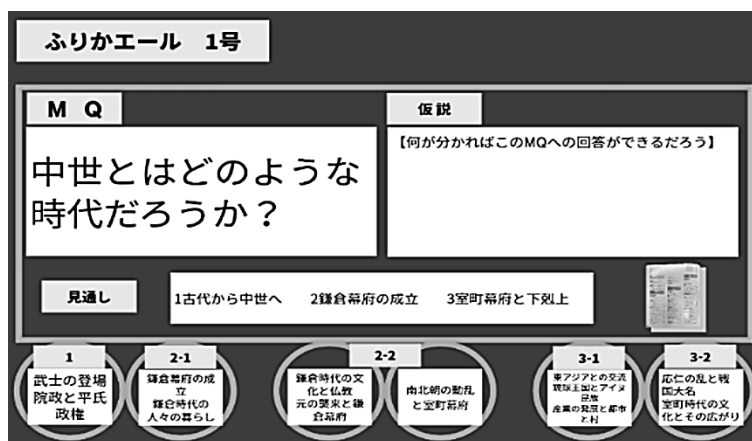 ふりかエール 1号
M Q
仮説
中世とはどのような
時代だろうか？
【何が分かればこのMQへの回答ができるだろう】
見通し
1古代から中世へ 2鎌倉幕府の成立 3室町幕府と下剋上
1
武士の登場
院政と平氏
政権
2-1
鎌倉幕府の成
立
鎌倉時代の
人々の暮らし
2-2
鎌倉時代の文
化と仏教
元の襲来と鎌
倉幕府
南北朝の動乱
と室町幕府
3-1
東アジアとの交流
琉球王国とアイヌ
民族
産業の発展と都市
と村
3-2
応仁の乱と戦
国大名
室町時代の文
化とその広がり